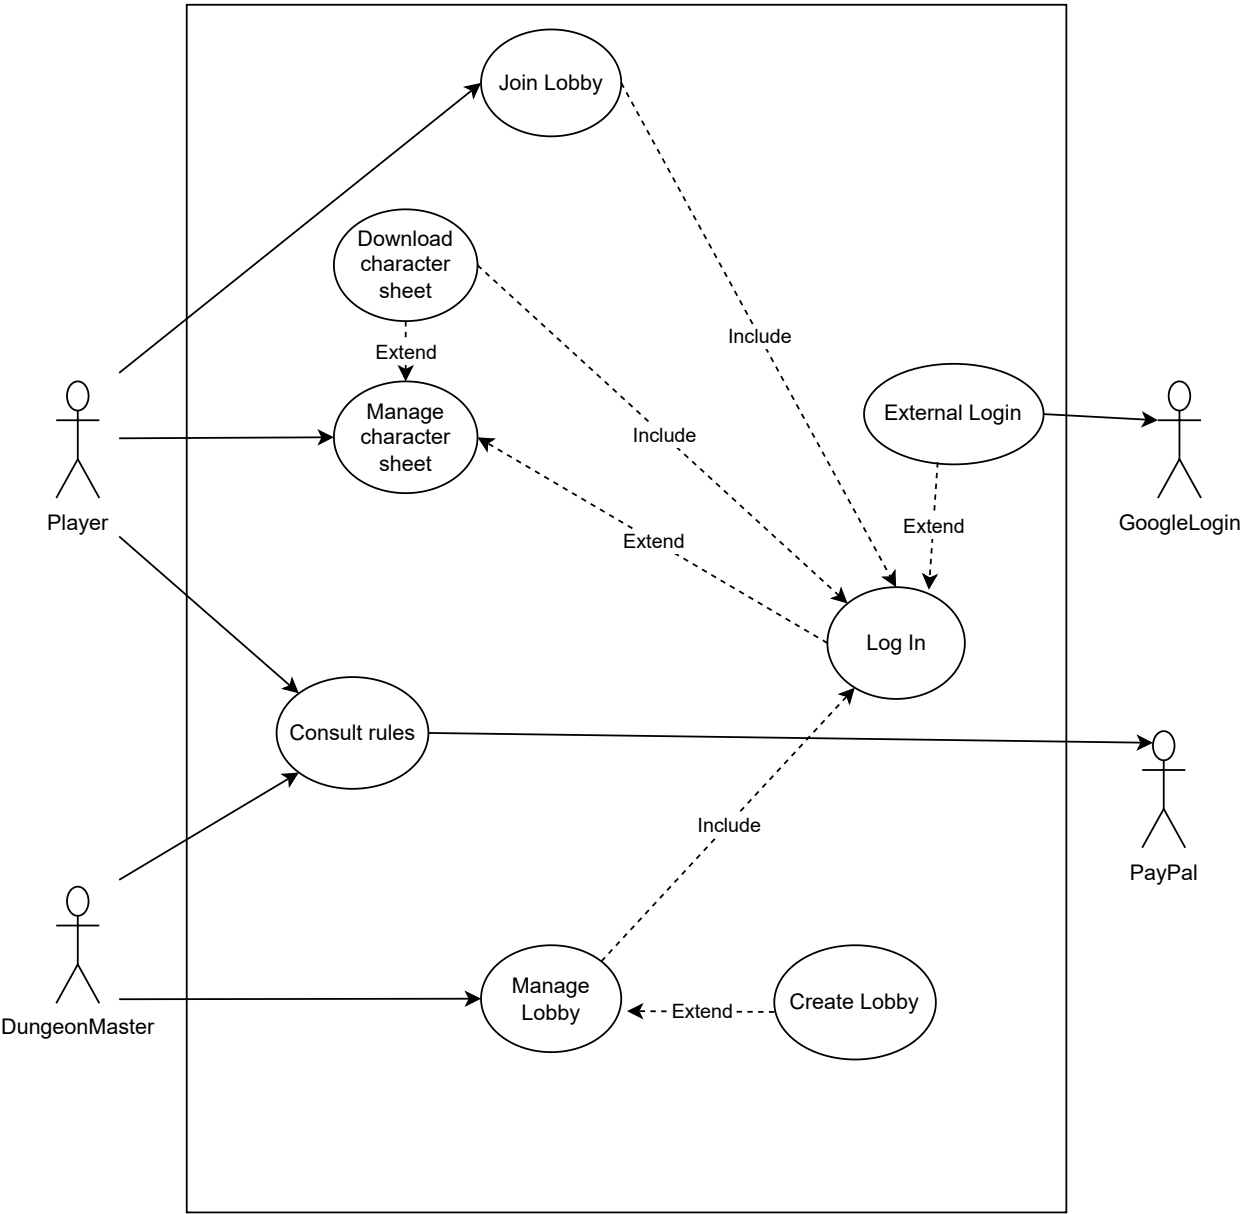 Join Lobby
Download
character
sheet
Include
Extend
Manage
character
sheet
External Login
Include
Player
GoogleLogin
Extend
Extend
Log In
Consult rules
Include
PayPal
Manage
Lobby
Extend
Create Lobby
DungeonMaster